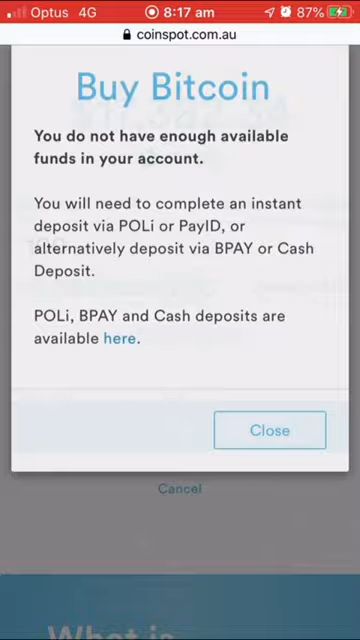 Optus 4G 8:17 am 87%
coinspot.com.au
Buy Bitcoin
You do not have enough available
funds in your account.
You will need to complete an instant
deposit via POLi or PayID, or
alternatively deposit via BPAY or Cash
Deposit.
POLi, BPAY and Cash deposits are
available here.
Close
Cancel
What is